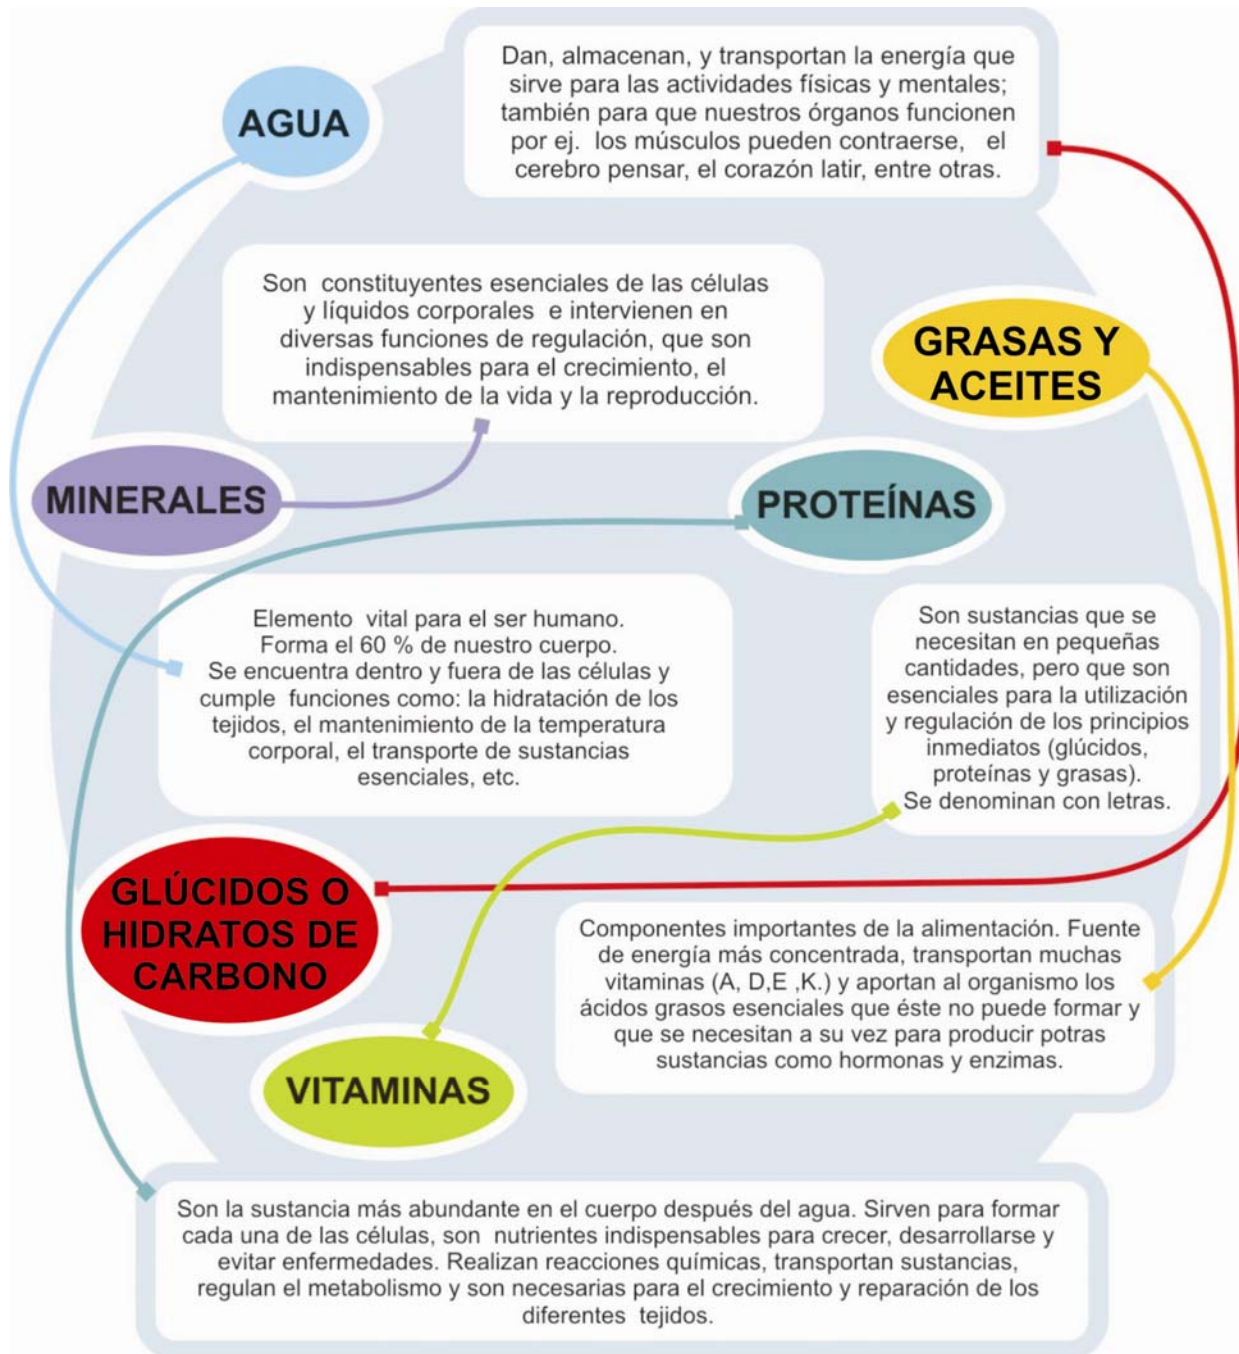 AGUA
Dan, almacenan, y transportan la energía que
sirve para las actividades físicas y mentales;
también para que nuestros órganos funcionen
por ej. los músculos pueden contraerse, el
cerebro pensar, el corazón latir, entre otras.
Son constituyentes esenciales de las células
y líquidos corporales e intervienen en
diversas funciones de regulación, que son
indispensables para el crecimiento, el
mantenimiento de la vida y la reproducción.
GRASAS Y
ACEITES
MINERALES
PROTEÍNAS
Elemento vital para el ser humano.
Forma el 60 % de nuestro cuerpo.
Se encuentra dentro y fuera de las células y
cumple funciones como: la hidratación de los
tejidos, el mantenimiento de la temperatura
corporal, el transporte de sustancias
esenciales, etc.
Son sustancias que se
necesitan en pequeñas
cantidades, pero que son
esenciales para la utilización
y regulación de los principios
inmediatos (glúcidos,
proteínas y grasas).
Se denominan con letras.
GLÚCIDOS O
HIDRATOS DE
CARBONO
Componentes importantes de la alimentación. Fuente
de energía más concentrada, transportan muchas
vitaminas (A, D,E ,K.) y aportan al organismo los
ácidos grasos esenciales que éste no puede formar y
que se necesitan a su vez para producir potras
sustancias como hormonas y enzimas.
VITAMINAS
Son la sustancia más abundante en el cuerpo después del agua. Sirven para formar
cada una de las células, son nutrientes indispensables para crecer, desarrollarse y
evitar enfermedades. Realizan reacciones químicas, transportan sustancias,
regulan el metabolismo y son necesarias para el crecimiento y reparación de los
diferentes tejidos.